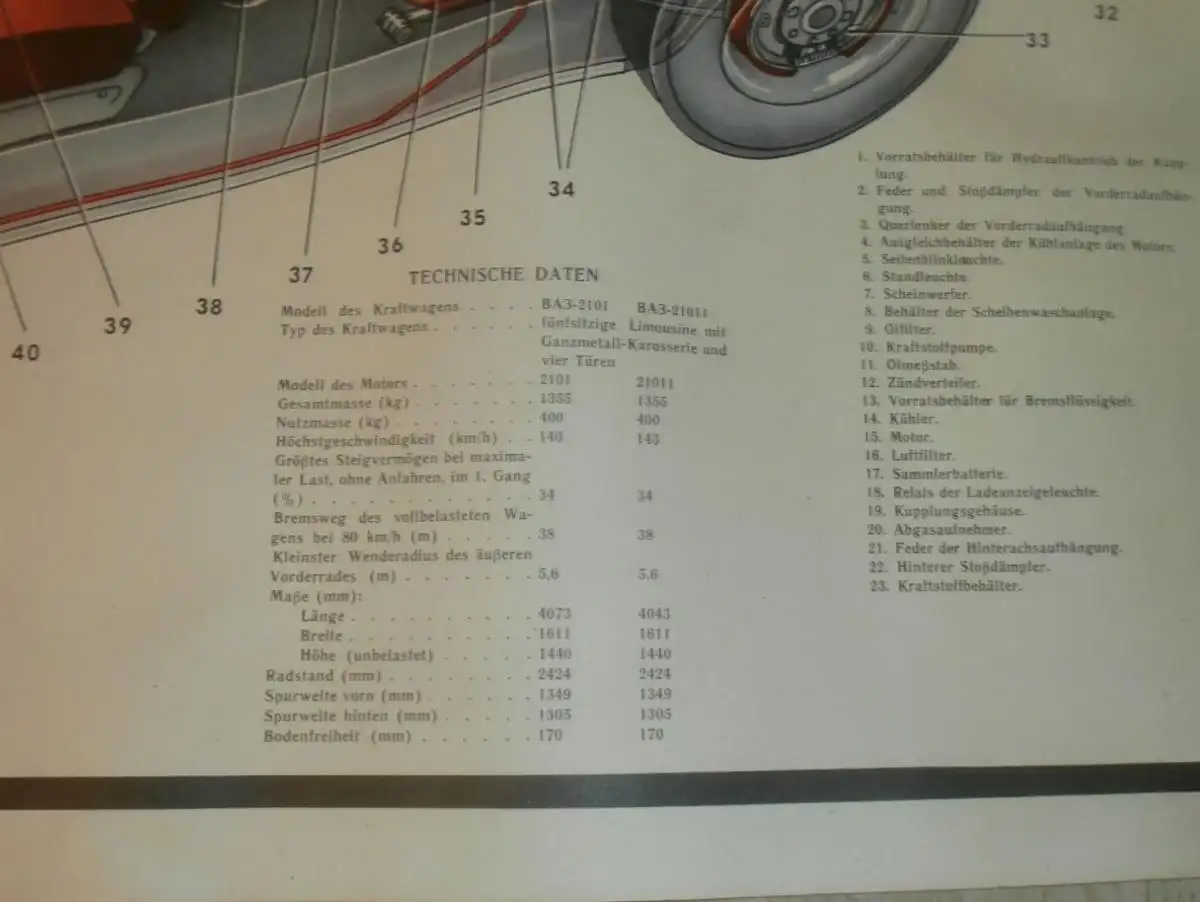 32
33
34
35
36
37
38
39
40
TECHNISCHE DATEN
Modell des Kraftwagens . . . . ВАЗ-2101 ВАЗ-21011
Typ des Kraftwagens . . . . . . fünfsitzige Limousine mit
Ganzmetall-Karosserie und
vier Türen
Modell des Motors . . . . . . . 2101 21011
Gesamtmasse (kg) . . . . . . . 1355 1355
Nutzmasse (kg) . . . . . . . . 400 400
Höchstgeschwindigkeit (km/h) . . 140 143
Größtes Steigvermögen bei maxima-
ler Last, ohne Anfahren, im 1. Gang
(%) . . . . . . . . . . . . 34 34
Bremsweg des vollbelasteten Wa-
gens bei 80 km/h (m) . . . . . 38 38
Kleinster Wenderadius des äußeren
Vorderrades (m) . . . . . . . 5,6 5.6
Maße (mm):
Länge . . . . . . . . . . 4073 4043
Breite . . . . . . . . . . 1611 1611
Höhe (unbelastet) . . . . . 1440 1440
Radstand (mm) . . . . . . . . 2424 2424
Spurweite vorn (mm) . . . . . . 1349 1349
Spurweite hinten (mm) . . . . . 1305 1305
Bodenfreiheit (mm) . . . . . . 170 170
1. Vorratsbehälter für Hydraulikantrieb der Kupp-
lung.
2. Feder und Stoßdämpfer der Vorderradaufhän-
gung.
3. Querlenker der Vorderradaufhängung
4. Ausgleichbehälter der Kühlanlage des Motors.
5. Seitenblinkleuchte.
6. Standleuchte.
7. Scheinwerfer.
8. Behälter der Scheibenwaschanlage.
9. Ölfilter.
10. Kraftstoffpumpe.
11. Ölmeßstab.
12. Zündverteiler.
13. Vorratsbehälter für Bremsflüssigkeit.
14. Kühler.
15. Motor.
16. Luftfilter.
17. Sammlerbatterie.
18. Relais der Ladeanzeigeleuchte.
19. Kupplungsgehäuse.
20. Abgasaufnehmer.
21. Feder der Hinterachsaufhängung.
22. Hinterer Stoßdämpfer.
23. Kraftstoffbehälter.